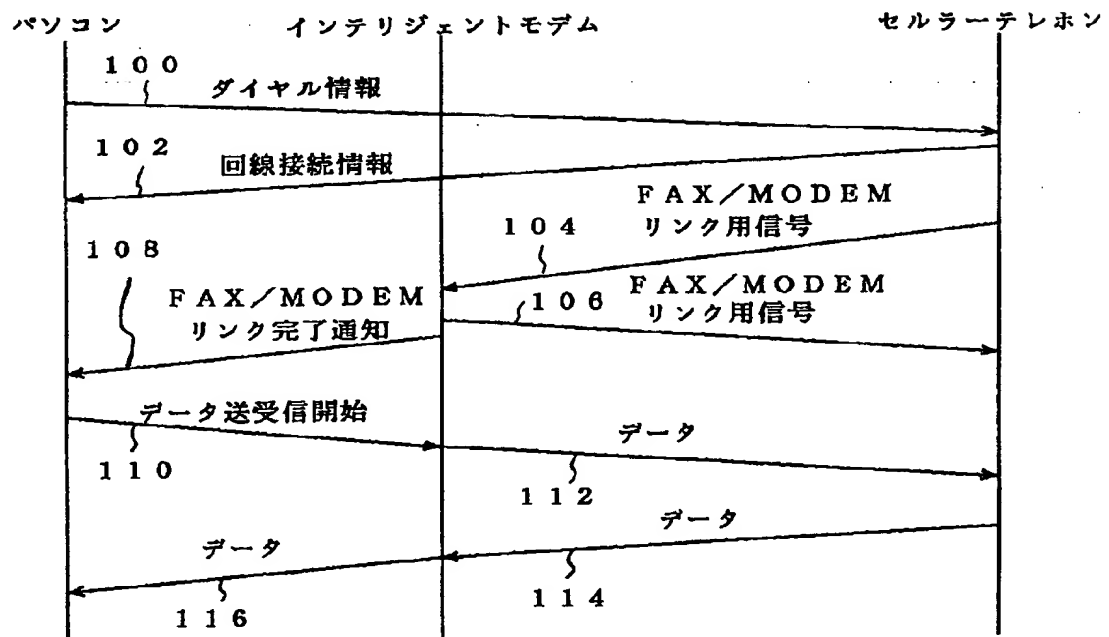 パソコン インテリジェントモデム セルラーテレホン
100
ダイヤル情報
102
回線接続情報
FAX/MODEM
リンク用信号
104
108
FAX/MODEM
リンク完了通知
106
FAX/MODEM
リンク用信号
データ送受信開始
110
データ
112
データ
114
データ
116